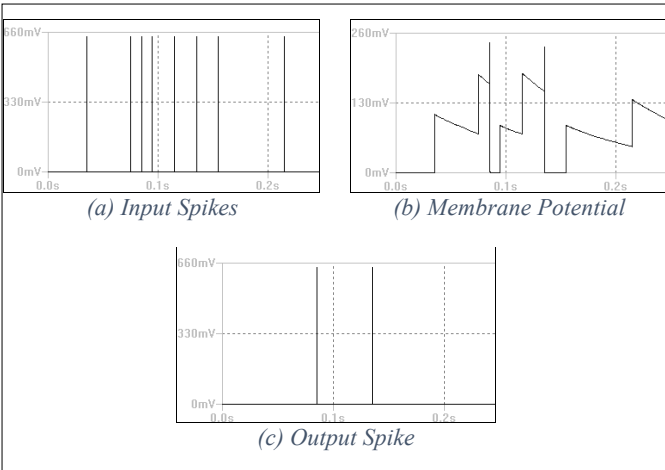 660mV
330mV
0mV
0.0s 0.1s 0.2s
(a) Input Spikes
260mV
130mV
0mV
0.0s 0.1s 0.2s
(b) Membrane Potential
660mV
330mV
0mV
0.0s 0.1s 0.2s
(c) Output Spike